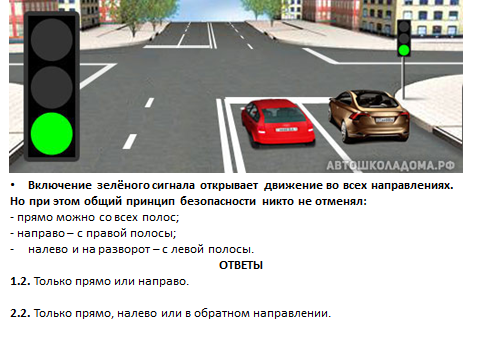 АВТОШКОЛАДОМА.РФ
• Включение зелёного сигнала открывает движение во всех направлениях.
Но при этом общий принцип безопасности никто не отменял:
- прямо можно со всех полос;
- направо – с правой полосы;
- налево и на разворот – с левой полосы.
ОТВЕТЫ
1.2. Только прямо или направо.
2.2. Только прямо, налево или в обратном направлении.